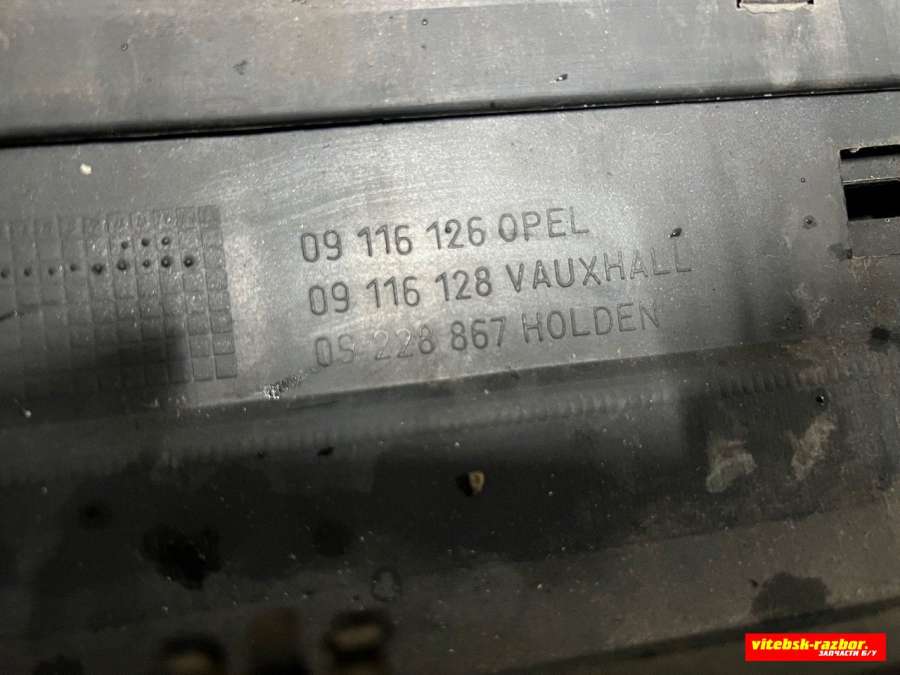 09 116 126 OPEL
09 116 128 VAUXHALL
09 228 867 HOLDEN
vitebsk-razbor.
ЗАПЧАСТИ Б/У